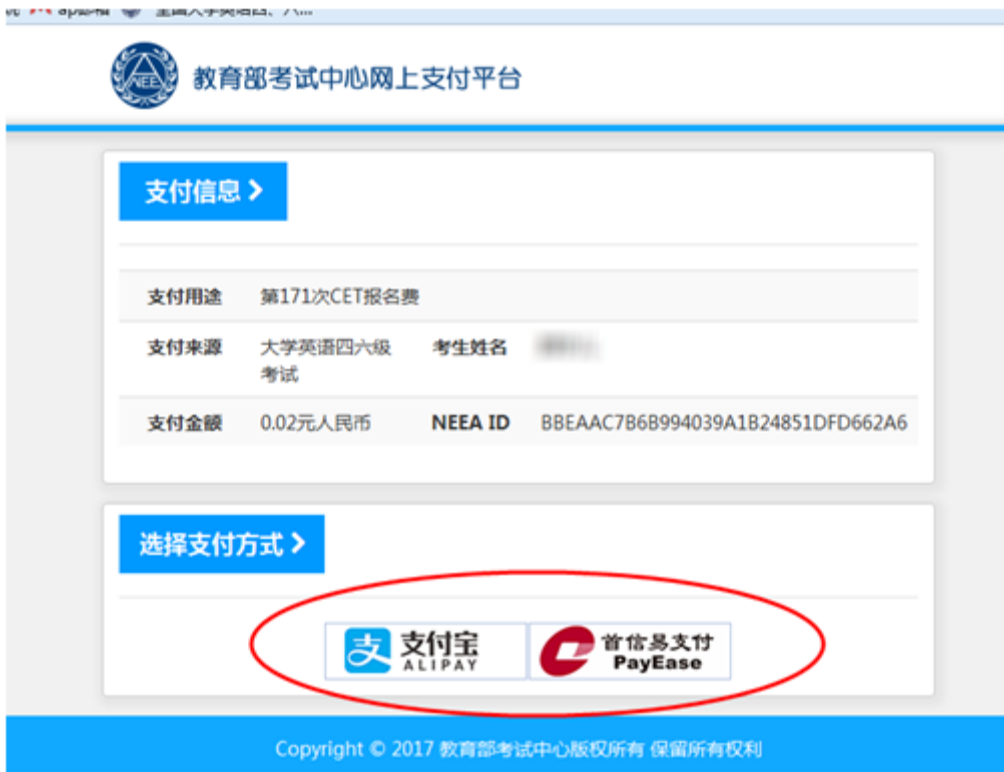 NEEA
教育部考试中心网上支付平台
支付信息
支付用途 第171次CET报名费
支付来源 大学英语四六级 考生姓名
考试
支付金额 0.02元人民币 NEEA ID BBEAAC7B6B994039A1B24851DFD662A6
选择支付方式
支付宝 首信易支付
ALIPAY PayEase
Copyright © 2017 教育部考试中心版权所有 保留所有权利